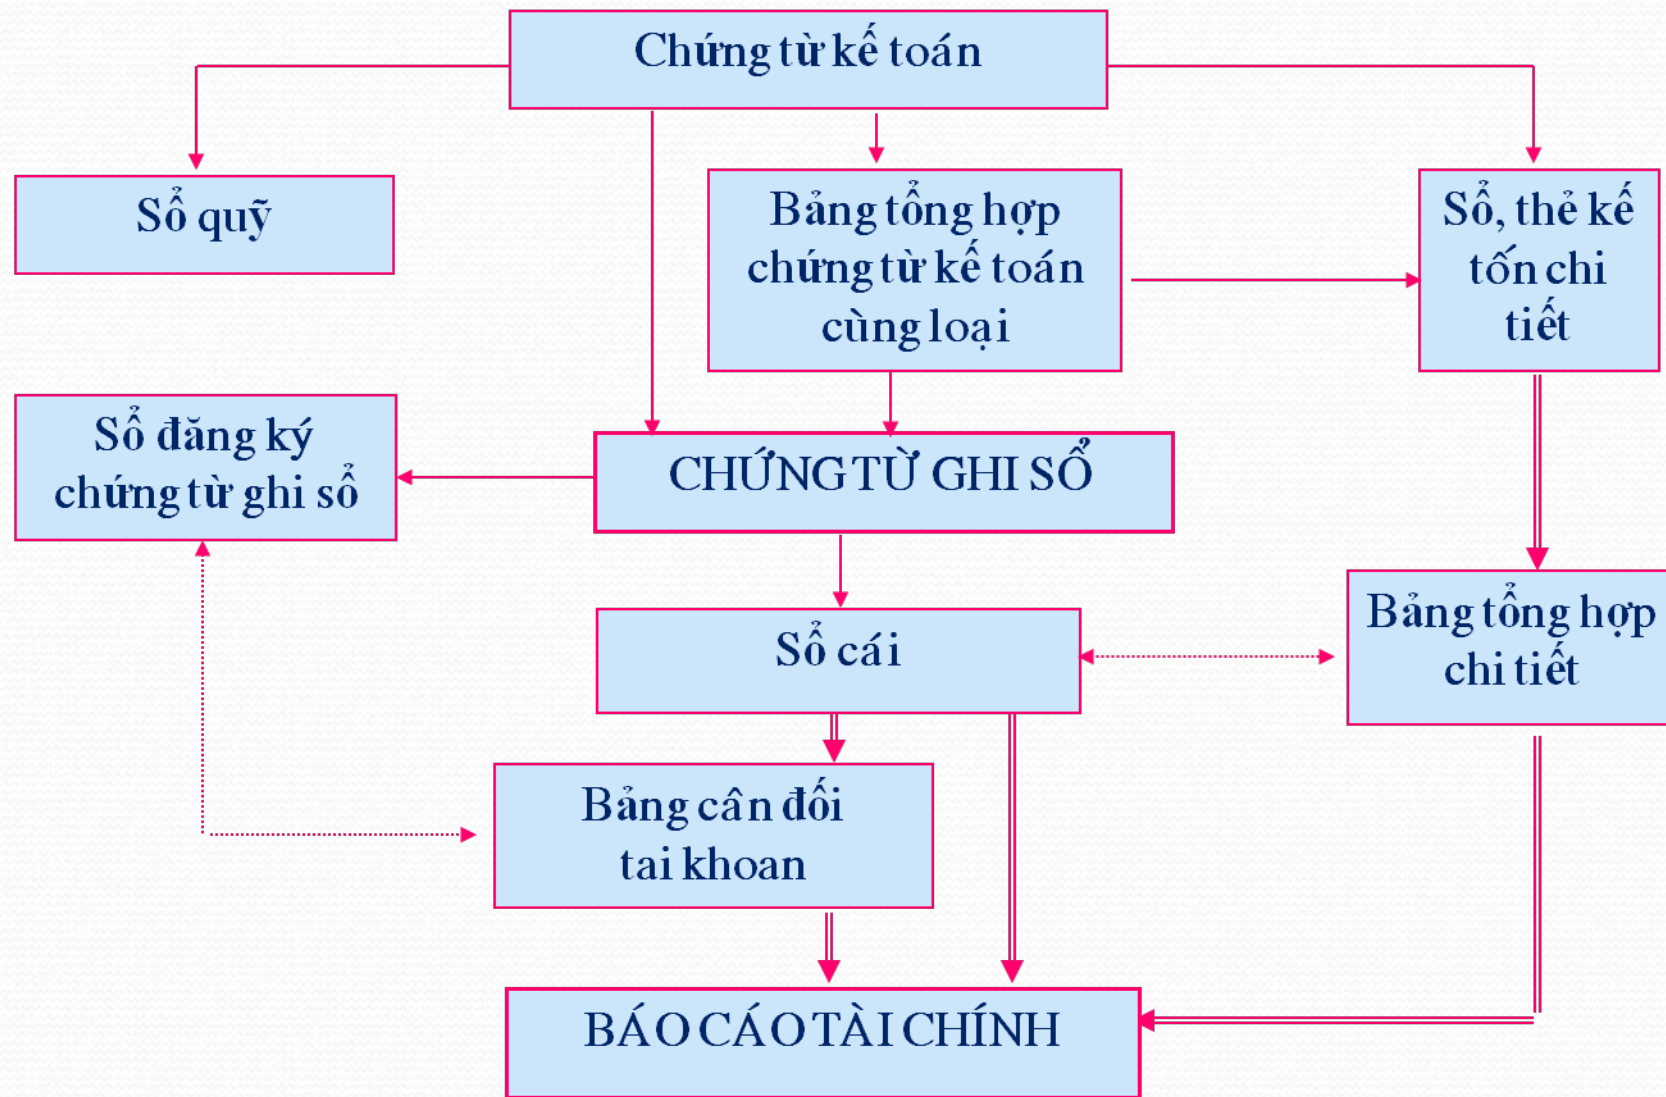 Chứng từ kế toán
Sổ quỹ
Bảng tổng hợp
chứng từ kế toán
cùng loại
Sổ, thẻ kế
tốn chi
tiết
Sổ đăng ký
chứng từ ghi sổ
CHỨNG TỪ GHI SỔ
Sổ cái
Bảng tổng hợp
chi tiết
Bảng cân đối
tai khoan
BÁO CÁO TÀI CHÍNH